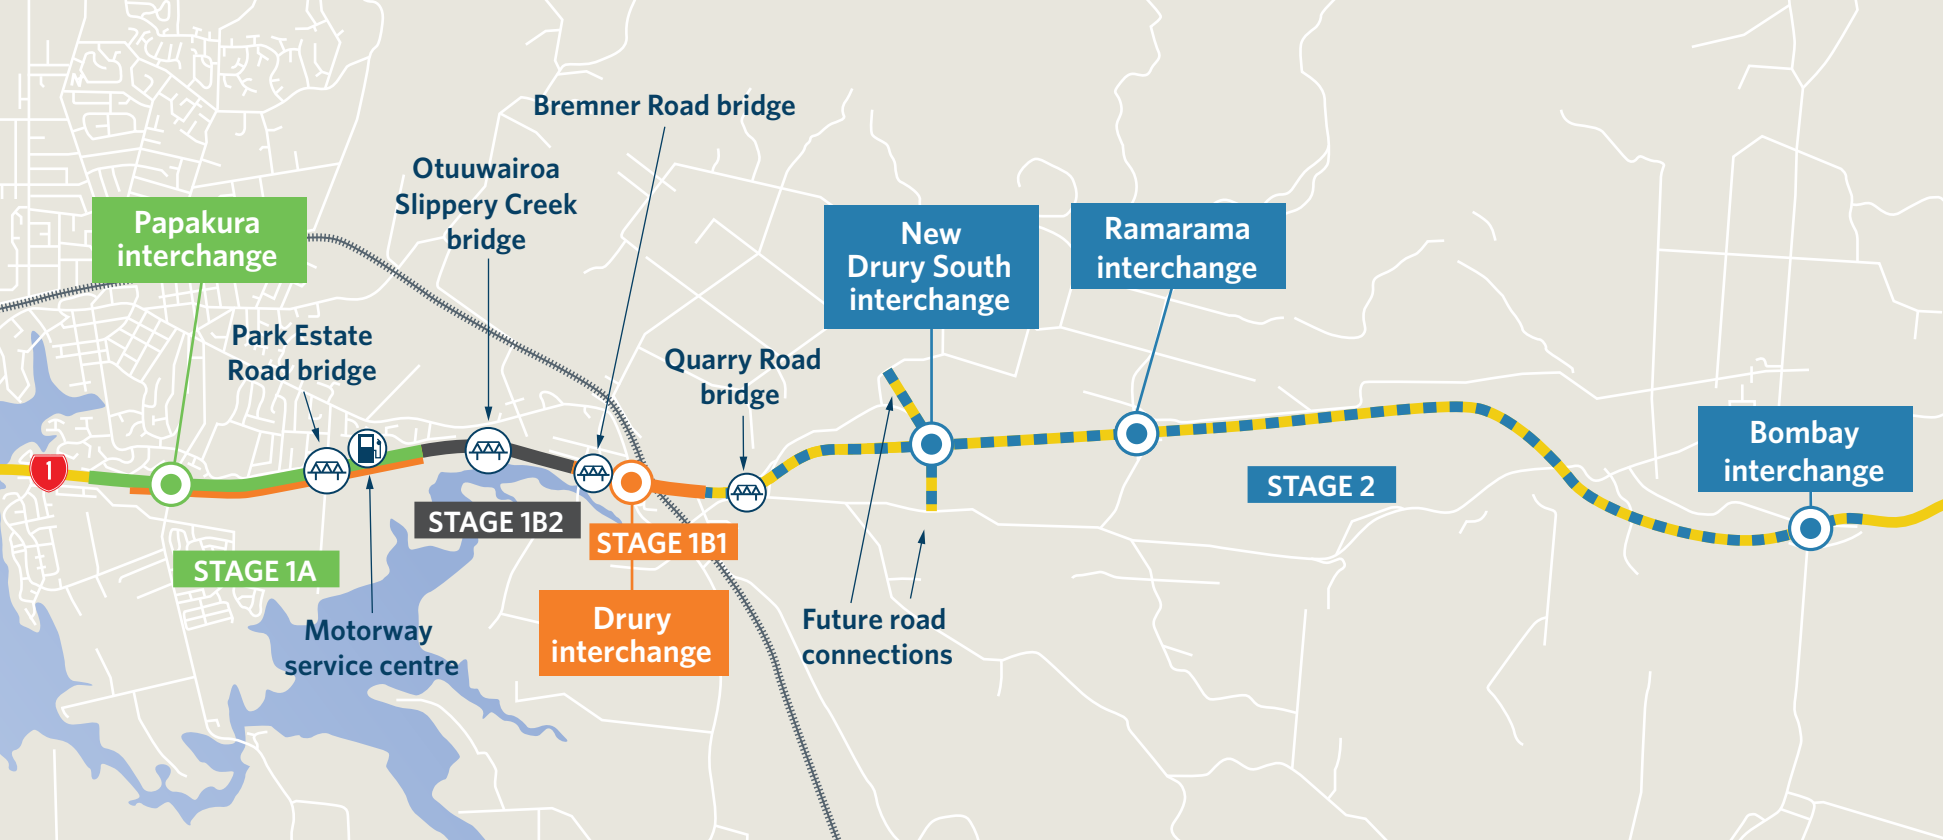 Bremner Road bridge
Otuuwairoa
Slippery Creek
bridge
Papakura
interchange
New
Drury South
interchange
Ramarama
interchange
Park Estate
Road bridge
Quarry Road
bridge
Bombay
interchange
1
STAGE 2
STAGE 1B2
STAGE 1B1
STAGE 1A
Motorway
service centre
Drury
interchange
Future road
connections